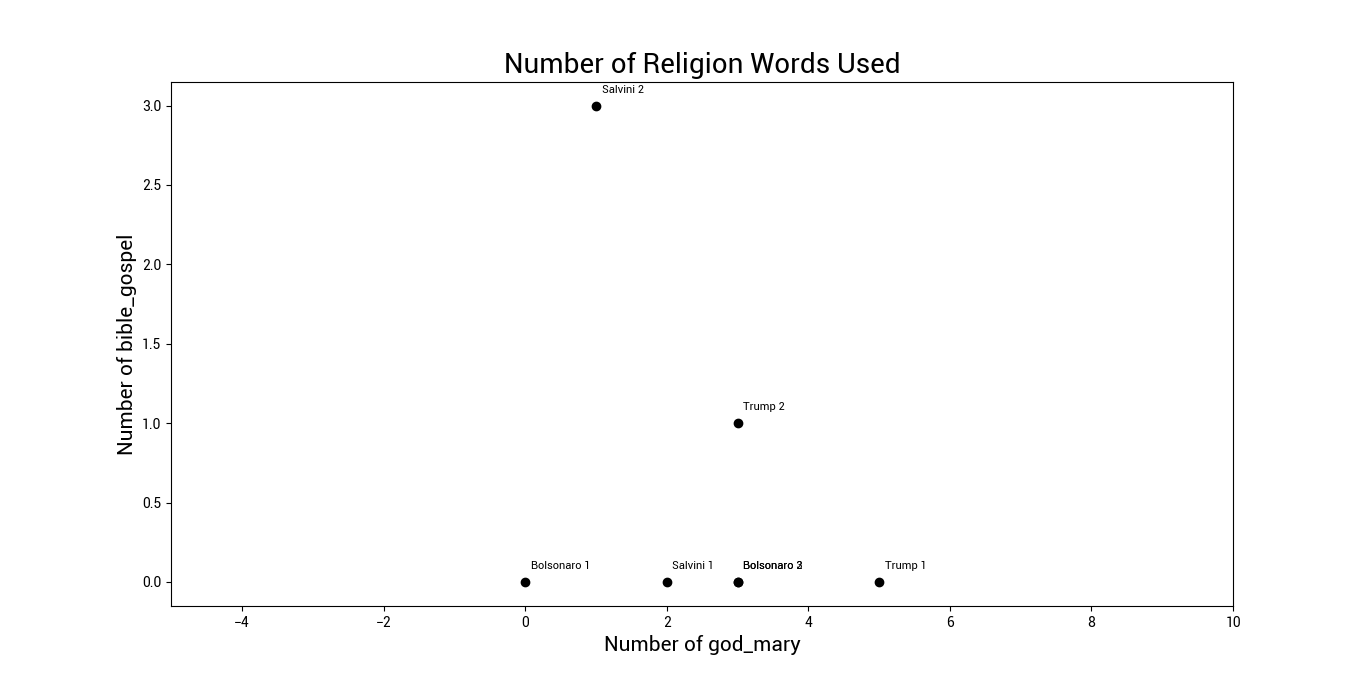 Number of Religion Words Used
Salvini 2
3.0
2.5
2.0
1.5
1.0
0.5
0.0
Number of bible_gospel
Trump 2
Bolsonaro 1
Salvini 1
Bolsonaro
Trump 1
−4
−2
0
2
4
6
8
10
Number of god_mary